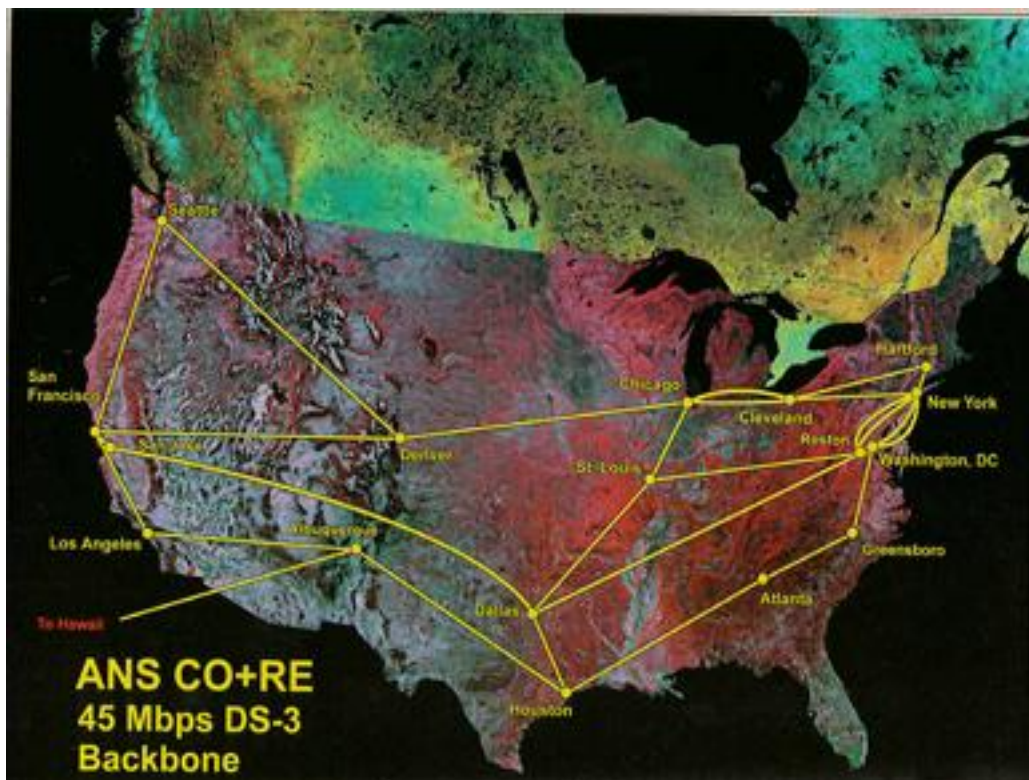 Seattle
Hartford
San
Francisco
Chicago
New York
Cleveland
Reston
Denver
St. Louis
Washington, DC
Albuquerque
Los Angeles
Greensboro
Atlanta
Dallas
To Hawaii
Houston
ANS CO+RE
45 Mbps DS-3
Backbone